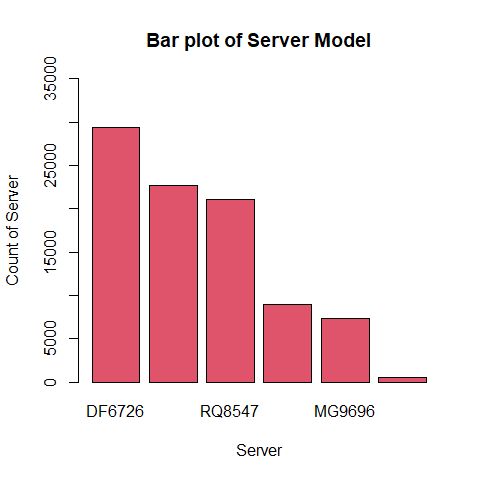 Bar plot of Server Model
Count of Server
35000
25000
15000
5000
0
DF6726 RQ8547 MG9696
Server